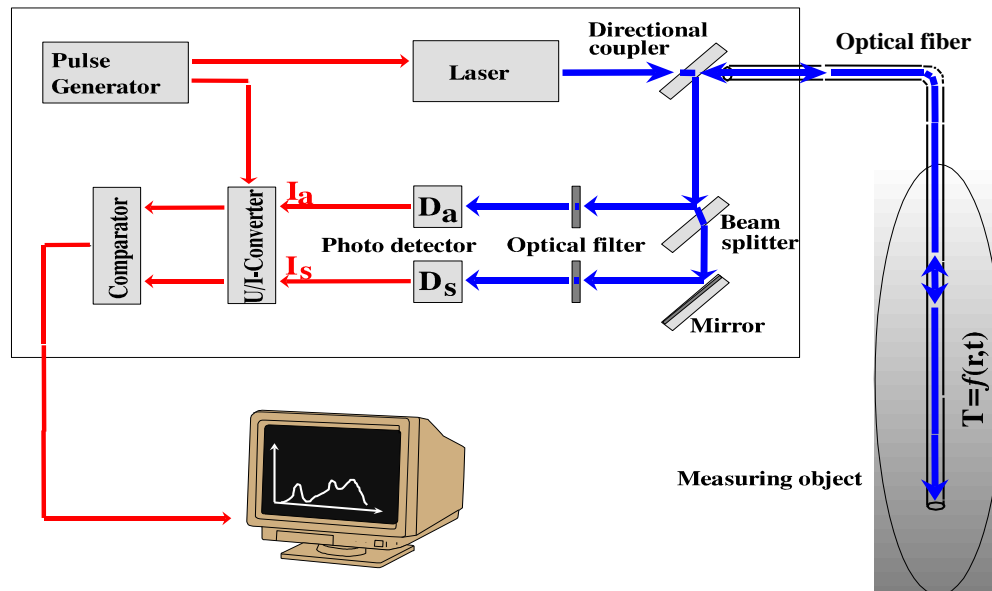 Pulse
Generator
Laser
Directional
coupler
Optical fiber
Comparator
U/I-Converter
Ia
Da
Photo detector
Optical filter
Beam
splitter
Is
Ds
Mirror
T=f(r,t)
Measuring object